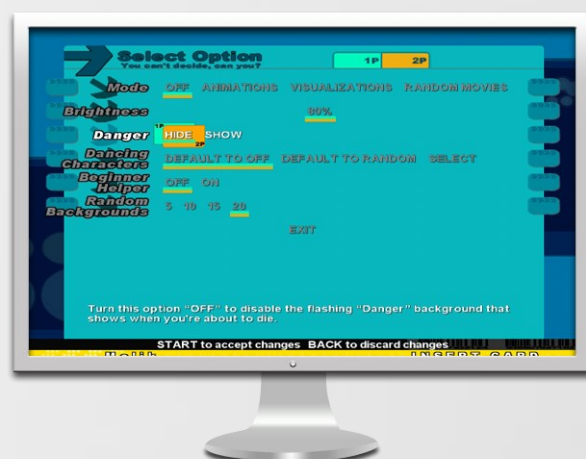 Select Option
You can't decide, can you?
1P 2P
Mode OFF ANIMATIONS VISUALIZATIONS RANDOM MOVIES
Brightness 80%
1P
Danger HIDE SHOW
2P
Dancing Characters DEFAULT TO OFF DEFAULT TO RANDOM SELECT
Beginner Helper OFF ON
Random Backgrounds 5 10 15 20
EXIT
Turn this option "OFF" to disable the flashing "Danger" background that
shows when you're about to die.
START to accept changes BACK to discard changes
INSERT CARD